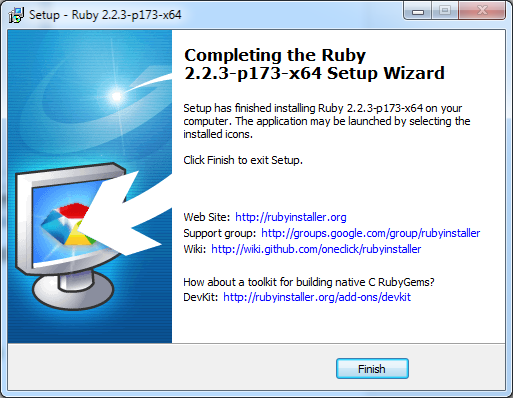 Setup - Ruby 2.2.3-p173-x64
Completing the Ruby
2.2.3-p173-x64 Setup Wizard
Setup has finished installing Ruby 2.2.3-p173-x64 on your
computer. The application may be launched by selecting the
installed icons.
Click Finish to exit Setup.
Web Site: http://rubyinstaller.org
Support group: http://groups.google.com/group/rubyinstaller
Wiki: http://wiki.github.com/oneclick/rubyinstaller
How about a toolkit for building native C RubyGems?
DevKit: http://rubyinstaller.org/add-ons/devkit
Finish